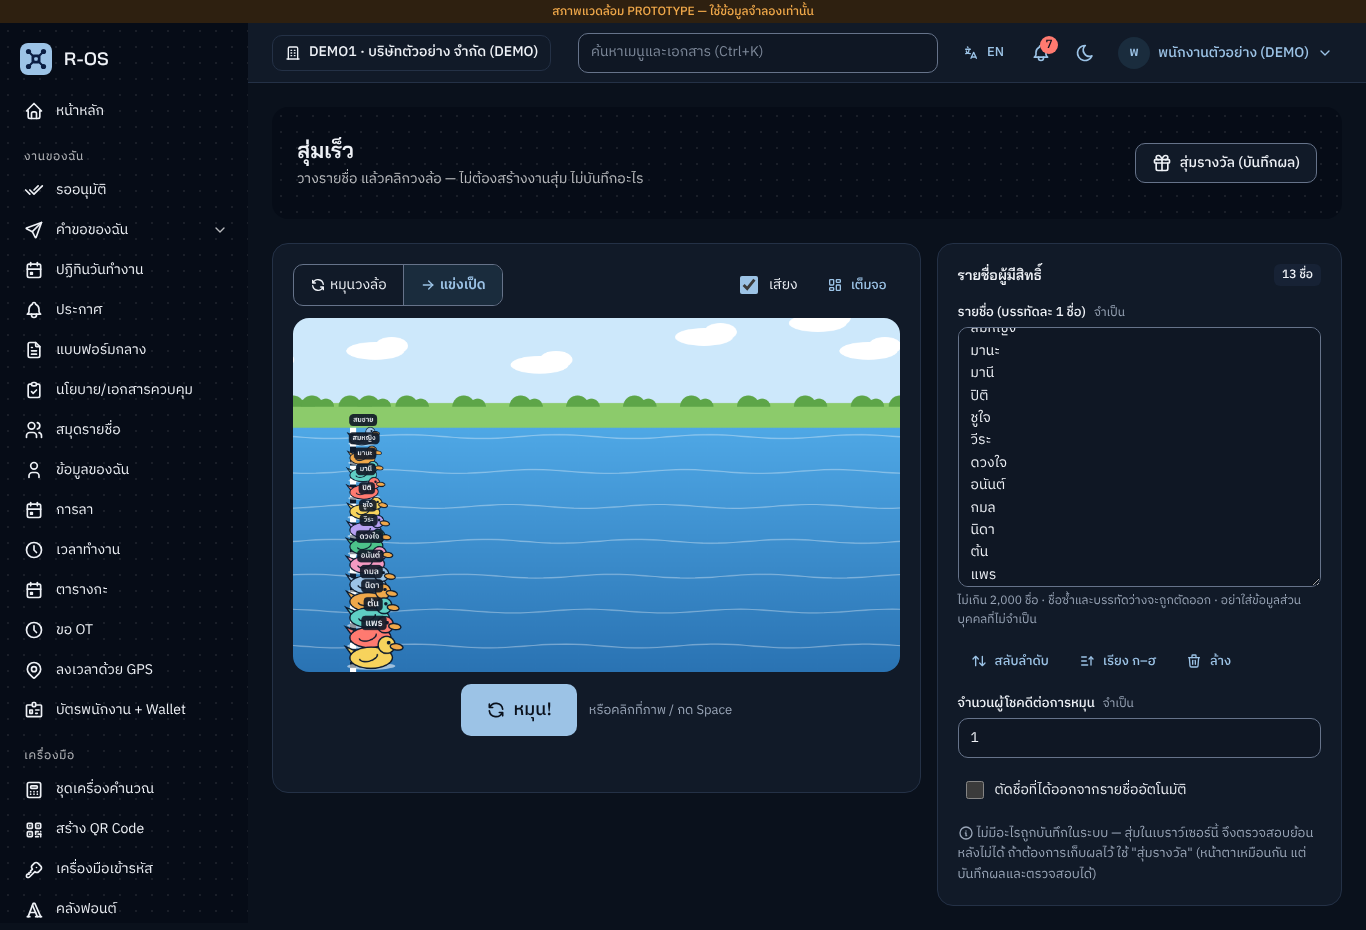 สภาพแวดล้อม PROTOTYPE — ใช้ข้อมูลจำลองเท่านั้น
R-OS
DEMO1 · บริษัทตัวอย่าง จำกัด (DEMO)
ค้นหาเมนูและเอกสาร (Ctrl+K)
EN
7
พ
พนักงานตัวอย่าง (DEMO)
หน้าหลัก
งานของฉัน
รออนุมัติ
คำขอของฉัน
ปฏิทินวันทำงาน
ประกาศ
แบบฟอร์มกลาง
นโยบาย/เอกสารควบคุม
สมุดรายชื่อ
ข้อมูลของฉัน
การลา
เวลาทำงาน
ตารางกะ
ขอ OT
ลงเวลาด้วย GPS
บัตรพนักงาน + Wallet
เครื่องมือ
ชุดเครื่องคำนวณ
สร้าง QR Code
เครื่องมือเข้ารหัส
คลังฟอนต์
สุ่มเร็ว
วางรายชื่อ แล้วคลิกวงล้อ — ไม่ต้องสร้างงานสุ่ม ไม่บันทึกอะไร
สุ่มรางวัล (บันทึกผล)
หมุนวงล้อ
แข่งเป็ด
เสียง
เต็มจอ
สมชาย
สมหญิง
มานะ
มานี
ปิติ
ชูใจ
วีระ
ดวงใจ
อนันต์
กมล
นิดา
ต้น
แพร
หมุน!
หรือคลิกที่ภาพ / กด Space
รายชื่อผู้มีสิทธิ์
13 ชื่อ
รายชื่อ (บรรทัดละ 1 ชื่อ) จำเป็น
สมหญิง
มานะ
มานี
ปิติ
ชูใจ
วีระ
ดวงใจ
อนันต์
กมล
นิดา
ต้น
แพร
ไม่เกิน 2,000 ชื่อ · ชื่อซ้ำและบรรทัดว่างจะถูกตัดออก · อย่าใส่ข้อมูลส่วน
บุคคลที่ไม่จำเป็น
สลับลำดับ
เรียง ก–ฮ
ล้าง
จำนวนผู้โชคดีต่อการหมุน จำเป็น
1
ตัดชื่อที่ได้ออกจากรายชื่ออัตโนมัติ
ไม่มีอะไรถูกบันทึกในระบบ — สุ่มในเบราว์เซอร์นี้ จึงตรวจสอบย้อน
หลังไม่ได้ ถ้าต้องการเก็บผลไว้ ใช้ "สุ่มรางวัล" (หน้าตาเหมือนกัน แต่
บันทึกผลและตรวจสอบได้)